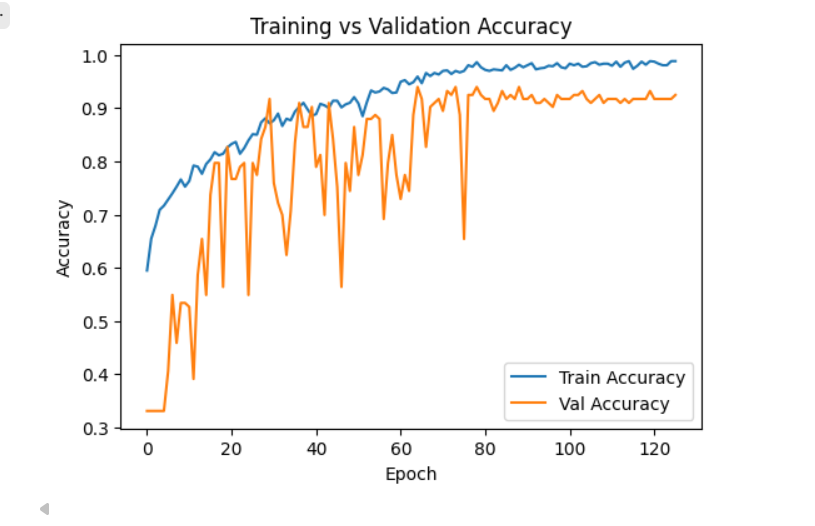 Training vs Validation Accuracy
1.0
0.9
0.8
0.7
0.6
0.5
0.4
0.3
Accuracy
Train Accuracy
Val Accuracy
0 20 40 60 80 100 120
Epoch